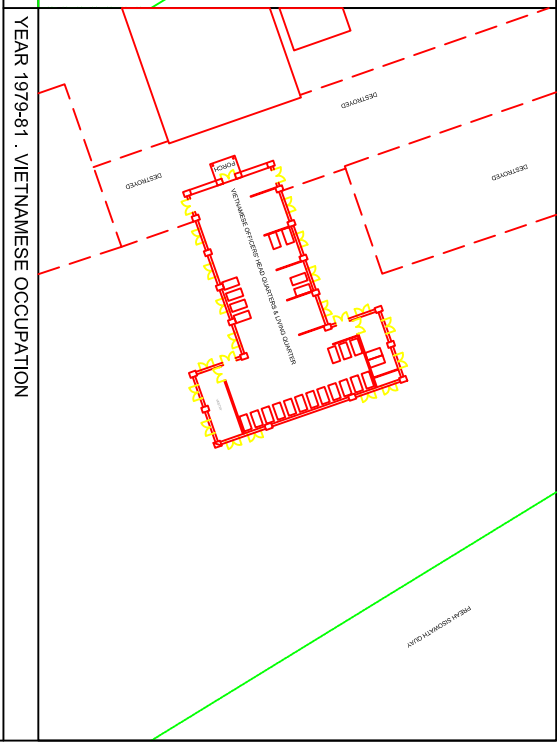 YEAR 1979-81 . VIETNAMESE OCCUPATION
DESTROYED
DESTROYED
DESTROYED
PORCH
VIETNAMESE OFFICERS' HEAD QUARTERS & LIVING QUARTER
PREAH SISOWATH QUAY